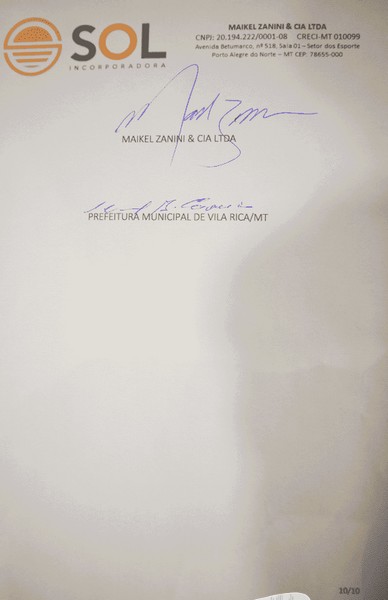 SOL
INCORPORADORA
MAIKEL ZANINI & CIA LTDA
CNPJ: 20.194.222/0001-08 CRECI-MT 010099
Avenida Betumarco, nº 518, Sala 01 – Setor dos Esporte
Porto Alegre do Norte – MT CEP: 78655-000
MAIKEL ZANINI & CIA LTDA
PREFEITURA MUNICIPAL DE VILA RICA/MT
10/10